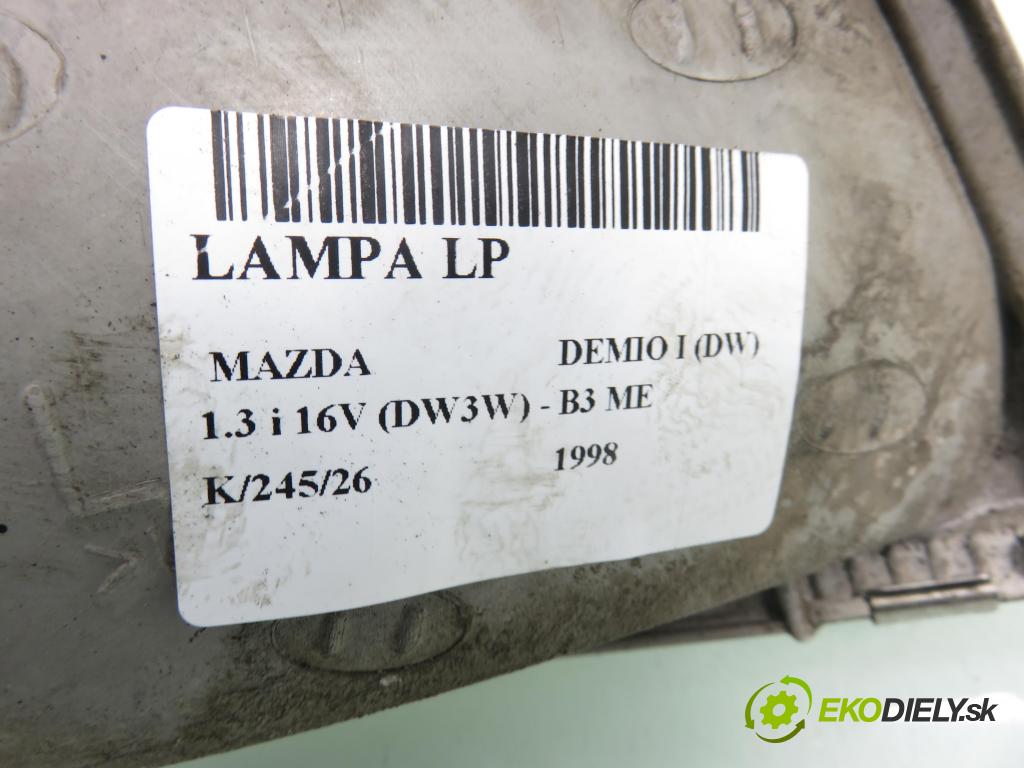 LAMPA LP
MAZDA DEMIO I (DW)
1.3 i 16V (DW3W) - B3 ME
K/245/26 1998
EKODIELY.sk